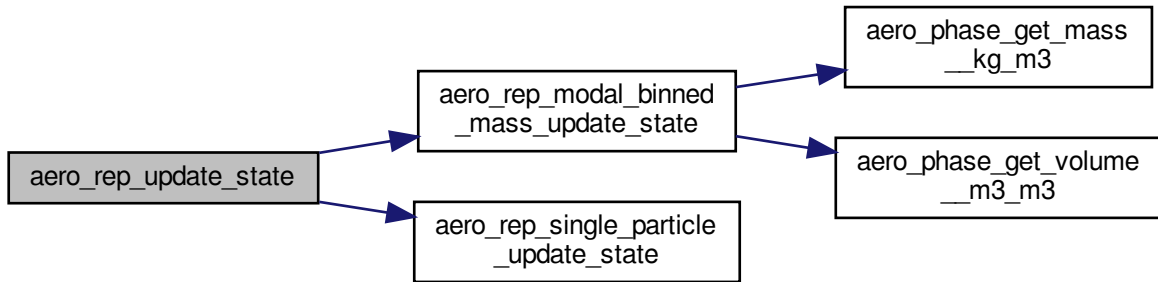 aero_rep_update_state
aero_rep_modal_binned
_mass_update_state
aero_rep_single_particle
_update_state
aero_phase_get_mass
__kg_m3
aero_phase_get_volume
__m3_m3